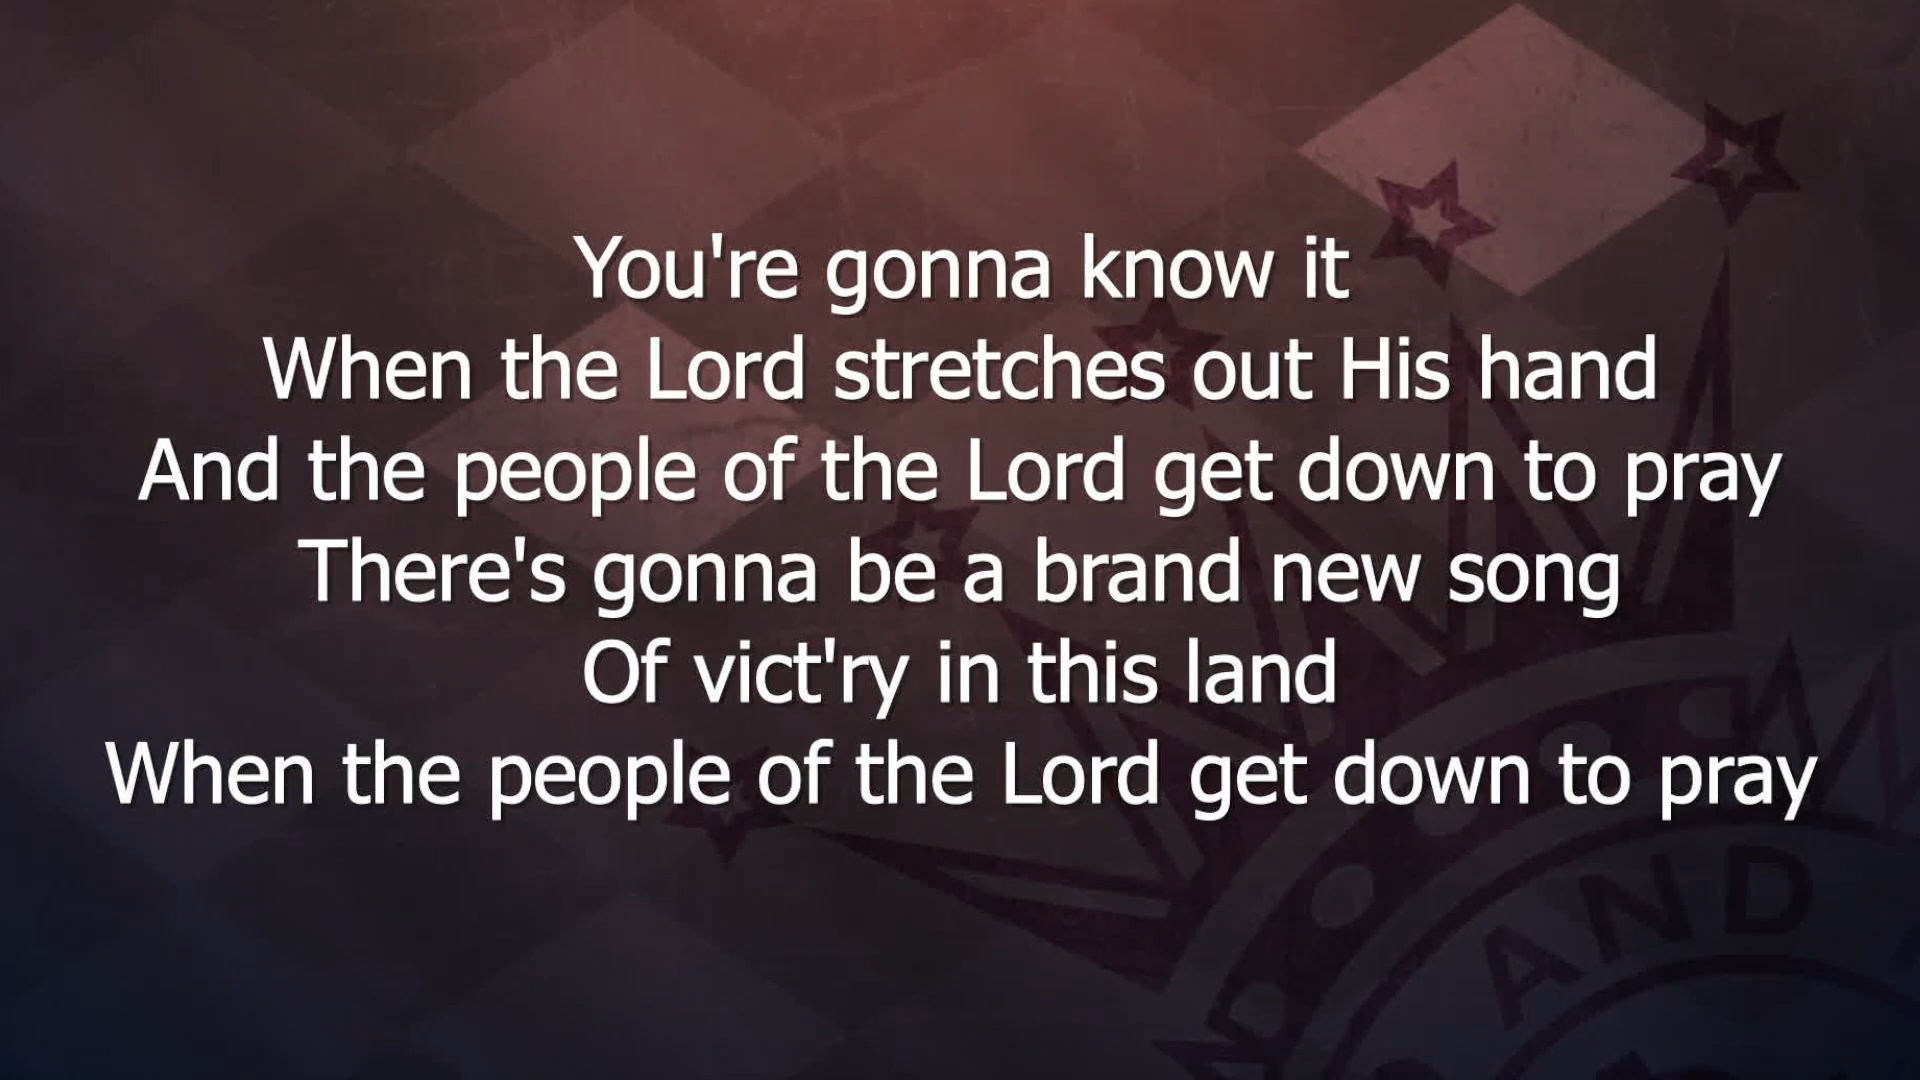 You're gonna know it
When the Lord stretches out His hand
And the people of the Lord get down to pray
There's gonna be a brand new song
Of vict'ry in this land
When the people of the Lord get down to pray
AND